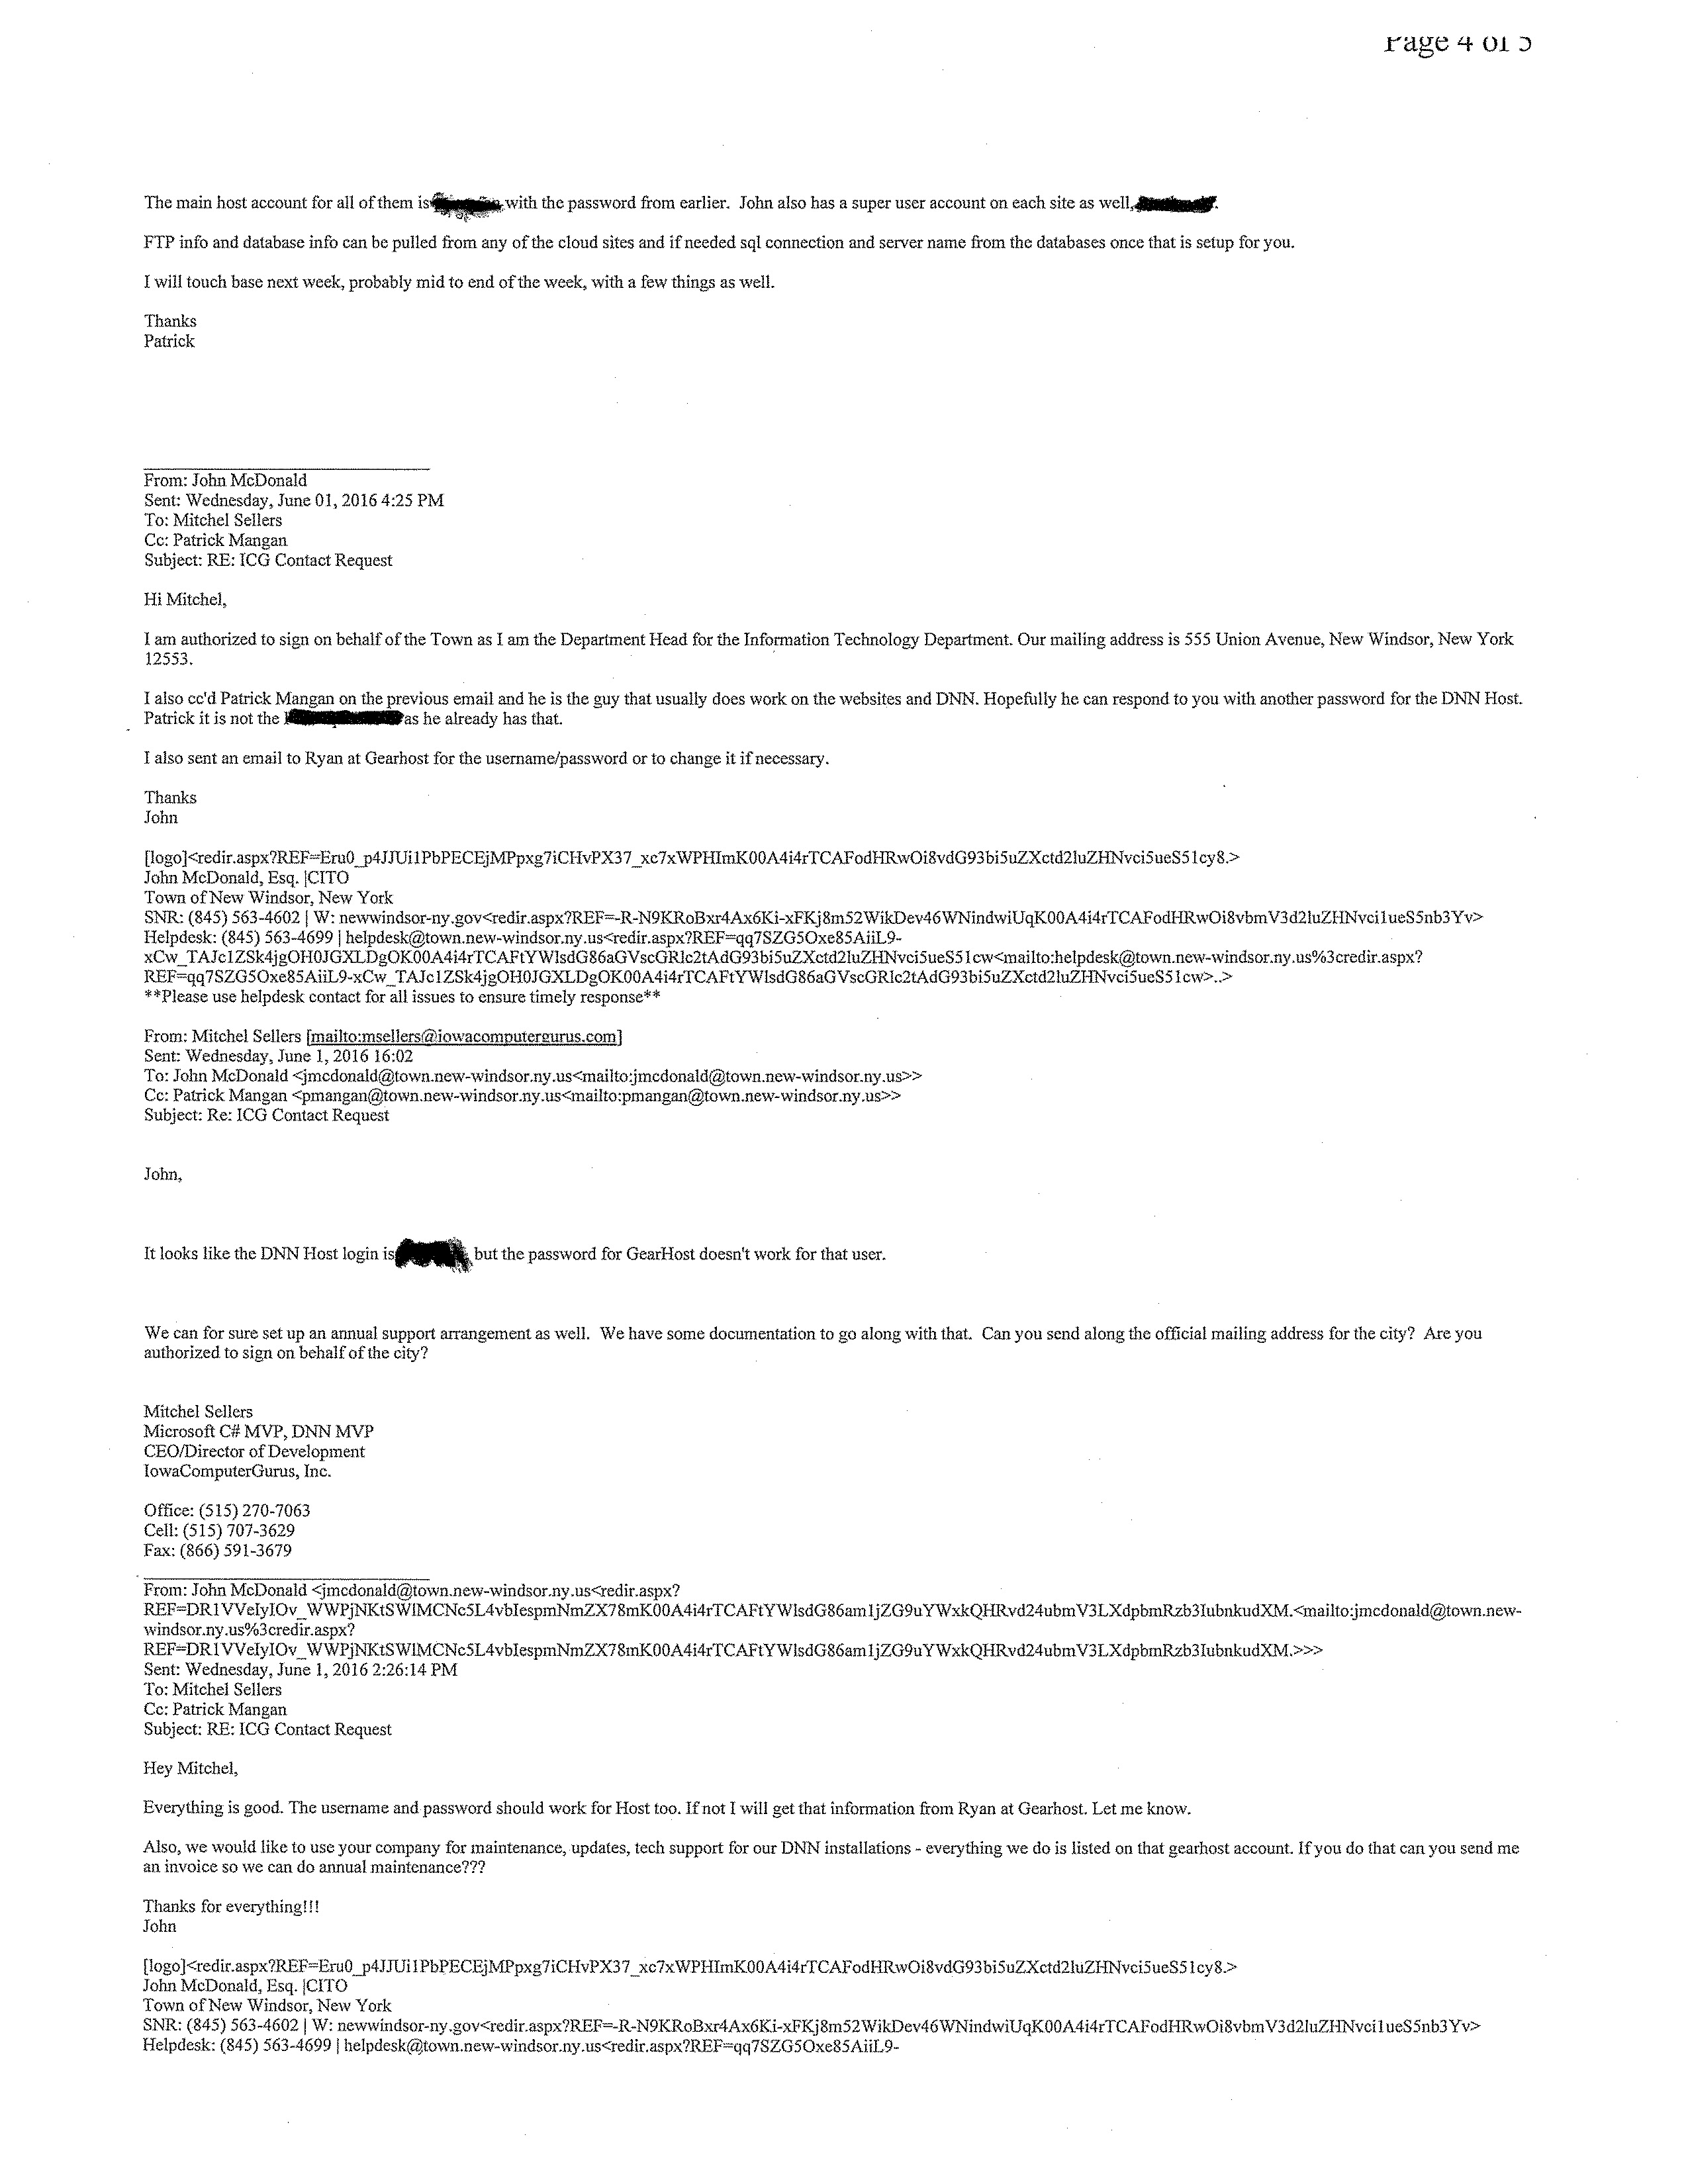 Page 4 of 5
The main host account for all of them is with the password from earlier. John also has a super user account on each site as well,
FTP info and database info can be pulled from any of the cloud sites and if needed sql connection and server name from the databases once that is setup for you.
I will touch base next week, probably mid to end of the week, with a few things as well.
Thanks
Patrick
From: John McDonald
Sent: Wednesday, June 01, 2016 4:25 PM
To: Mitchel Sellers
Cc: Patrick Mangan
Subject: RE: ICG Contact Request
Hi Mitchel,
I am authorized to sign on behalf of the Town as I am the Department Head for the Information Technology Department. Our mailing address is 555 Union Avenue, New Windsor, New York
12553.
I also cc'd Patrick Mangan on the previous email and he is the guy that usually does work on the websites and DNN. Hopefully he can respond to you with another password for the DNN Host.
Patrick it is not the as he already has that.
I also sent an email to Ryan at Gearhost for the username/password or to change it if necessary.
Thanks
John
[logo]<redir.aspx?REF=Eru0_p4JJUi1PbPECEjMPpxg7iCHvPX37_xc7xWPHImK00A4i4rTCAFodHRwOi8vdG93bi5uZXctd2luZHNvci5ueS51cy8.>
John McDonald, Esq. |CITO
Town of New Windsor, New York
SNR: (845) 563-4602 | W: newwindsor-ny.gov<redir.aspx?REF=-R-N9KRoBxr4Ax6Ki-xFKj8m52WikDev46WNindwiUqK00A4i4rTCAFodHRwOi8vbmV3d2luZHNvci1ueS5nb3Yv>
Helpdesk: (845) 563-4699 | helpdesk@town.new-windsor.ny.us<redir.aspx?REF=qq7SZG5Oxe85AiiL9-
xCw_TAJc1ZSk4jgOH0JGXLDgOK00A4i4rTCAFtYWlsdG86aGVscGRlc2tAdG93bi5uZXctd2luZHNvci5ueS51cw<mailto:helpdesk@town.new-windsor.ny.us%3credir.aspx?
REF=qq7SZG5Oxe85AiiL9-xCw_TAJc1ZSk4jgOH0JGXLDgOK00A4i4rTCAFtYWlsdG86aGVscGRlc2tAdG93bi5uZXctd2luZHNvci5ueS51cw>..>
**Please use helpdesk contact for all issues to ensure timely response**
From: Mitchel Sellers [mailto:msellers@iowacomputergurus.com]
Sent: Wednesday, June 1, 2016 16:02
To: John McDonald <jmcdonald@town.new-windsor.ny.us<mailto:jmcdonald@town.new-windsor.ny.us>>
Cc: Patrick Mangan <pmangan@town.new-windsor.ny.us<mailto:pmangan@town.new-windsor.ny.us>>
Subject: Re: ICG Contact Request
John,
It looks like the DNN Host login is but the password for GearHost doesn't work for that user.
We can for sure set up an annual support arrangement as well. We have some documentation to go along with that. Can you send along the official mailing address for the city? Are you
authorized to sign on behalf of the city?
Mitchel Sellers
Microsoft C# MVP, DNN MVP
CEO/Director of Development
IowaComputerGurus, Inc.
Office: (515) 270-7063
Cell: (515) 707-3629
Fax: (866) 591-3679
From: John McDonald <jmcdonald@town.new-windsor.ny.us<redir.aspx?
REF=DR1VVeIyIOv_WWPjNKtSWlMCNc5L4vbIespmNmZX78mK00A4i4rTCAFtYWlsdG86am1jZG9uYWxkQHRvd24ubmV3LXdpbmRzb3IubnkudXM.<mailto:jmcdonald@town.new-
windsor.ny.us%3credir.aspx?
REF=DR1VVeIyIOv_WWPjNKtSWlMCNc5L4vbIespmNmZX78mK00A4i4rTCAFtYWlsdG86am1jZG9uYWxkQHRvd24ubmV3LXdpbmRzb3IubnkudXM.>>>
Sent: Wednesday, June 1, 2016 2:26:14 PM
To: Mitchel Sellers
Cc: Patrick Mangan
Subject: RE: ICG Contact Request
Hey Mitchel,
Everything is good. The username and password should work for Host too. If not I will get that information from Ryan at Gearhost. Let me know.
Also, we would like to use your company for maintenance, updates, tech support for our DNN installations - everything we do is listed on that gearhost account. If you do that can you send me
an invoice so we can do annual maintenance???
Thanks for everything!!!
John
[logo]<redir.aspx?REF=Eru0_p4JJUi1PbPECEjMPpxg7iCHvPX37_xc7xWPHImK00A4i4rTCAFodHRwOi8vdG93bi5uZXctd2luZHNvci5ueS51cy8.>
John McDonald, Esq. |CITO
Town of New Windsor, New York
SNR: (845) 563-4602 | W: newwindsor-ny.gov<redir.aspx?REF=-R-N9KRoBxr4Ax6Ki-xFKj8m52WikDev46WNindwiUqK00A4i4rTCAFodHRwOi8vbmV3d2luZHNvci1ueS5nb3Yv>
Helpdesk: (845) 563-4699 | helpdesk@town.new-windsor.ny.us<redir.aspx?REF=qq7SZG5Oxe85AiiL9-